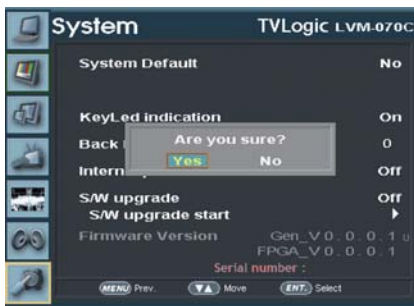 System TVLogic LVM-070C
System Default No
KeyLed indication On
Back 0
Are you sure?
Yes No
Intern Off
S/W upgrade Off
S/W upgrade start
Firmware Version Gen_V 0 . 0 . 0 . 1 u
FPGA_V 0 . 0 . 0 . 1
Serial number :
MENU Prev. ▼▲ Move ENT. Select